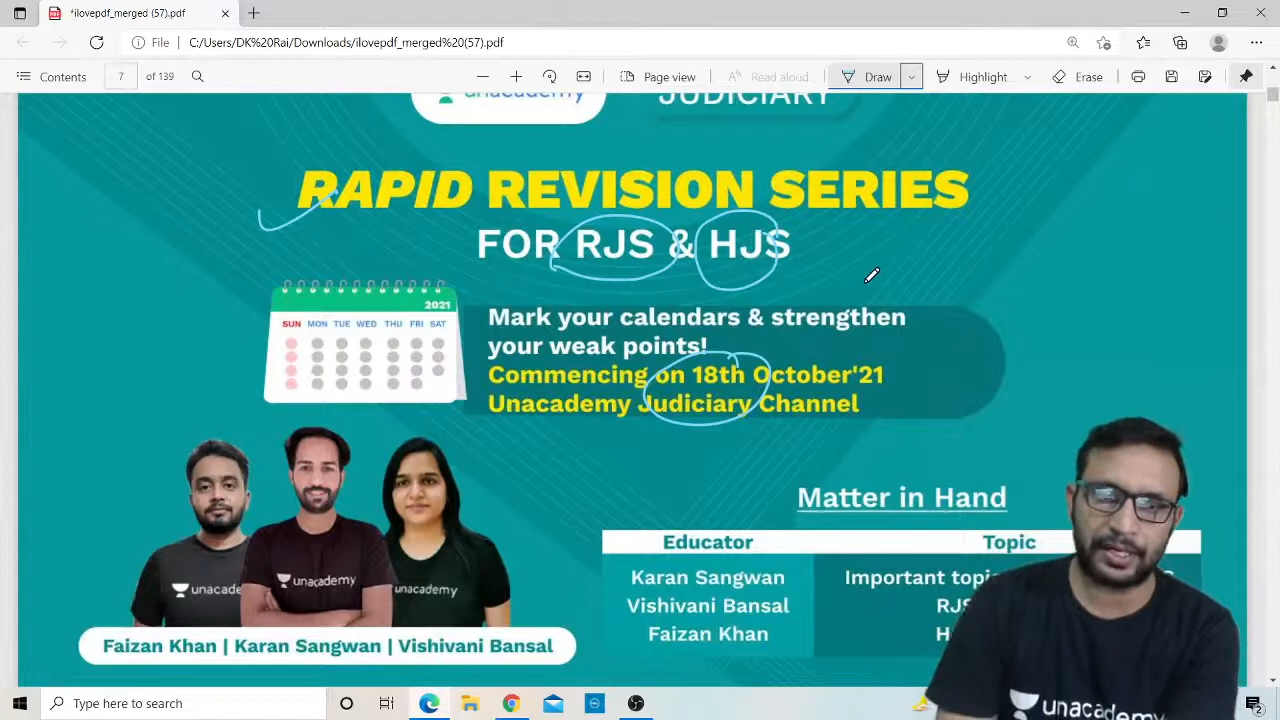 *ilovepdf_merged (57).pdf
File
C:/Users/DK%20Rai/Downloads/ilovepdf_merged%20(57).pdf
Contents
7
of 139
Page view
Read aloud
Draw
Highlight
Erase
unacademy
JUDICIARY
RAPID REVISION SERIES
FOR RJS & HJS
2021
SUN MON TUE WED THU FRI SAT
Mark your calendars & strengthen
your weak points!
Commencing on 18th October'21
Unacademy Judiciary Channel
Matter in Hand
Educator Topic
Karan Sangwan Important
Vishivani Bansal RJS
Faizan Khan
unacademy
unacademy
Faizan Khan | Karan Sangwan | Vishivani Bansal
Type here to search